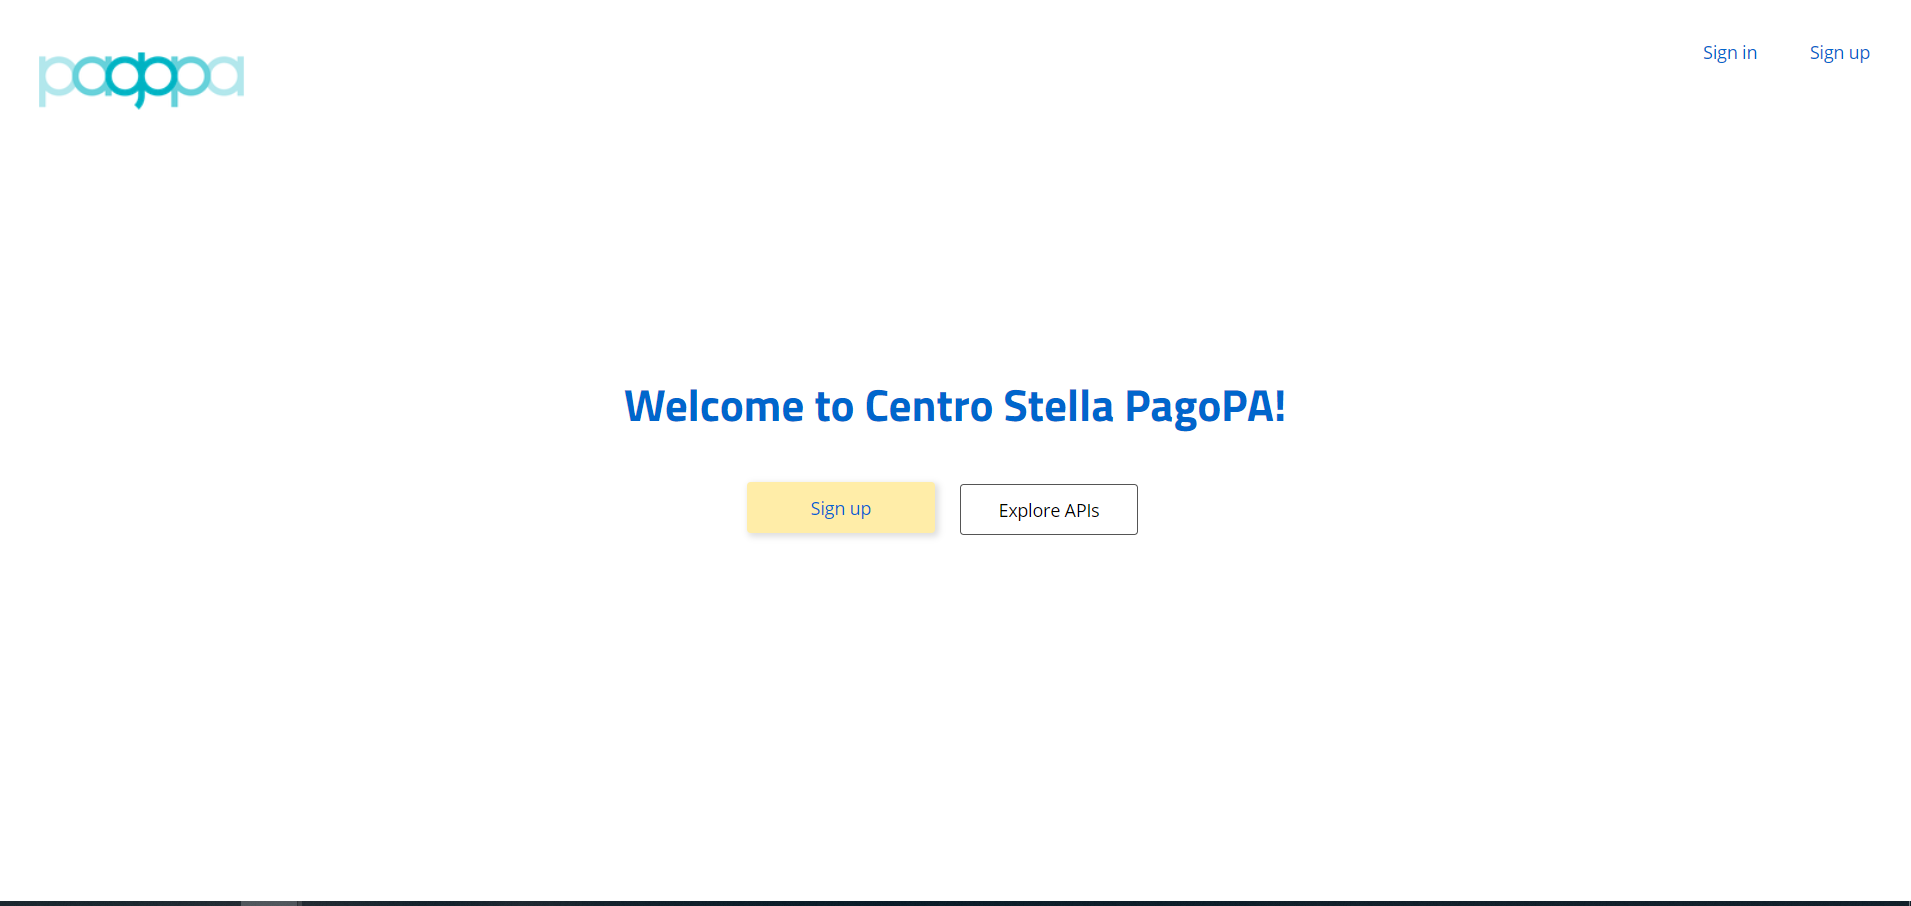 pagopa
Sign in
Sign up
Welcome to Centro Stella PagoPA!
Sign up
Explore APIs